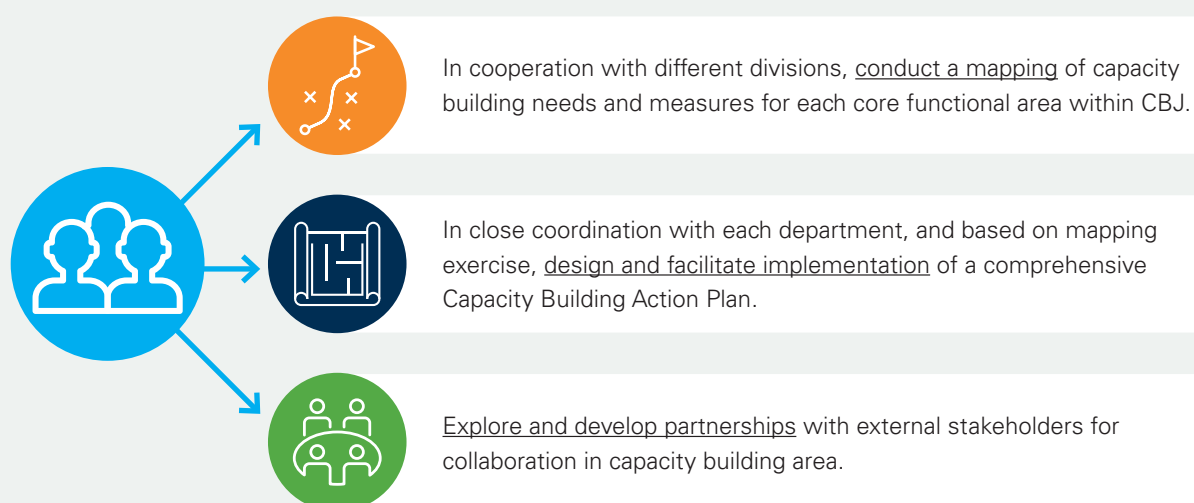 In cooperation with different divisions, conduct a mapping of capacity
building needs and measures for each core functional area within CBJ.
In close coordination with each department, and based on mapping
exercise, design and facilitate implementation of a comprehensive
Capacity Building Action Plan.
Explore and develop partnerships with external stakeholders for
collaboration in capacity building area.